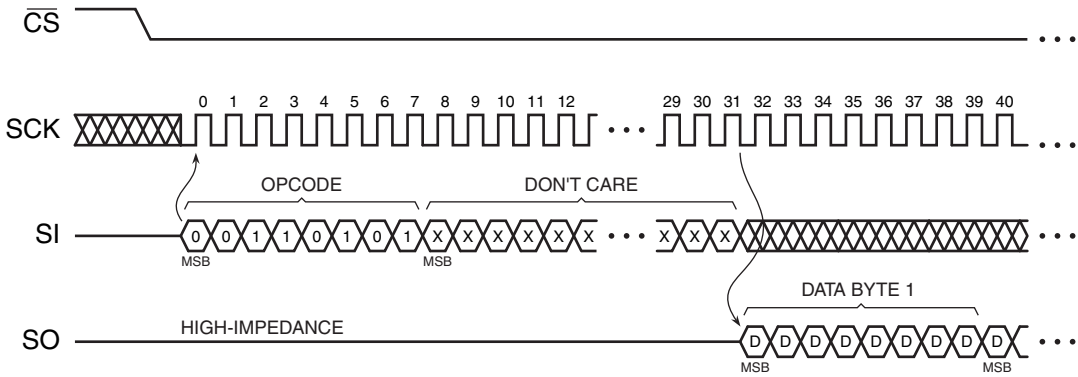 CS
0 1 2 3 4 5 6 7 8 9 10 11 12 29 30 31 32 33 34 35 36 37 38 39 40
SCK
OPCODE DON'T CARE
SI 0 0 1 1 0 1 0 1 X X X X X X X X X
MSB MSB
DATA BYTE 1
HIGH-IMPEDANCE
SO D D D D D D D D D
MSB MSB